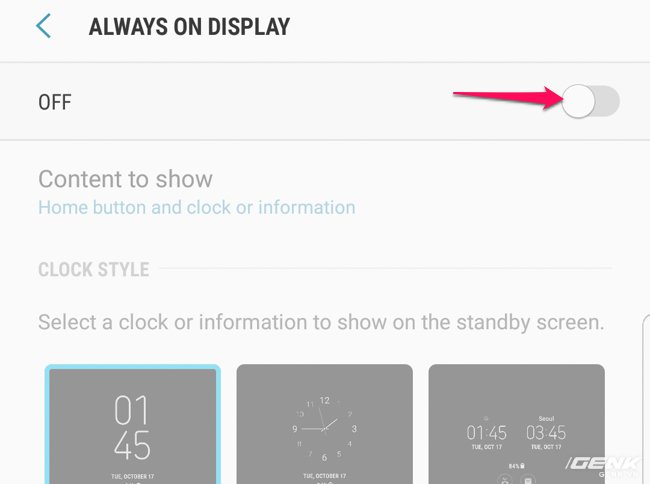 ALWAYS ON DISPLAY
OFF
Content to show
Home button and clock or information
CLOCK STYLE
Select a clock or information to show on the standby screen.
01
45
TUE, OCTOBER 17
12
9 3
6
TUE, OCTOBER 17
Seoul
01:45 03:45
TUE, OCT 17 TUE, OCT 17
84%
GENK